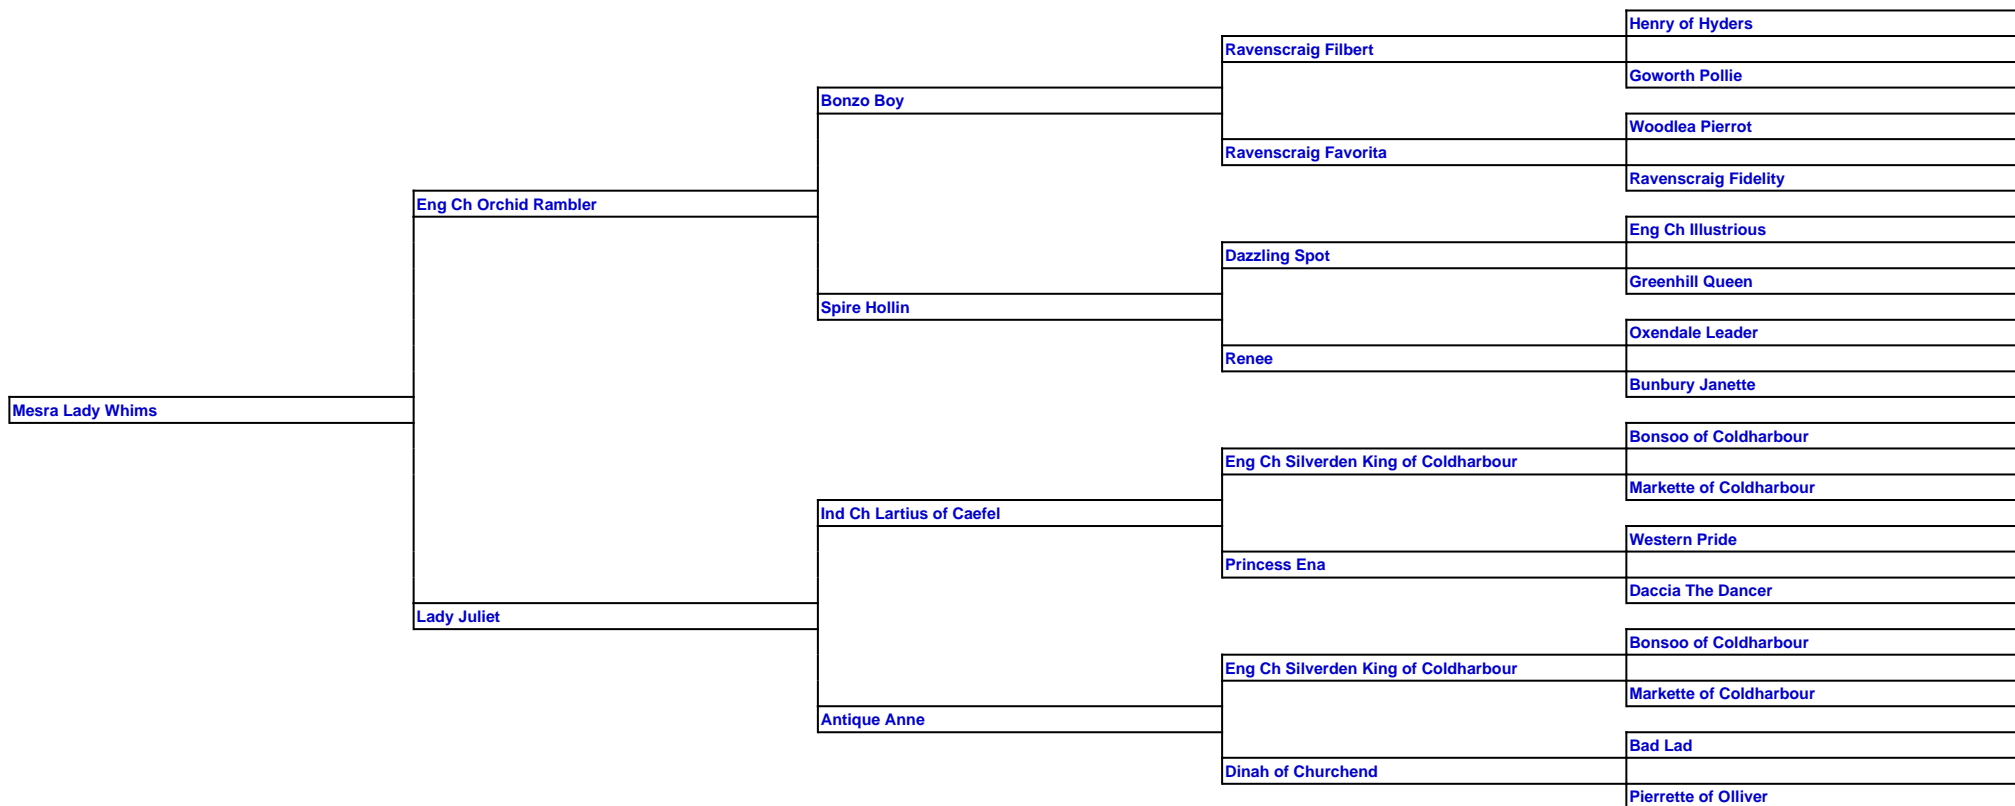 Henry of Hyders
Ravenscraig Filbert
Goworth Pollie
Bonzo Boy
Woodlea Pierrot
Ravenscraig Favorita
Ravenscraig Fidelity
Eng Ch Orchid Rambler
Eng Ch Illustrious
Dazzling Spot
Greenhill Queen
Spire Hollin
Oxendale Leader
Renee
Bunbury Janette
Mesra Lady Whims
Bonsoo of Coldharbour
Eng Ch Silverden King of Coldharbour
Markette of Coldharbour
Ind Ch Lartius of Caefel
Western Pride
Princess Ena
Daccia The Dancer
Lady Juliet
Bonsoo of Coldharbour
Eng Ch Silverden King of Coldharbour
Markette of Coldharbour
Antique Anne
Bad Lad
Dinah of Churchend
Pierrette of Olliver